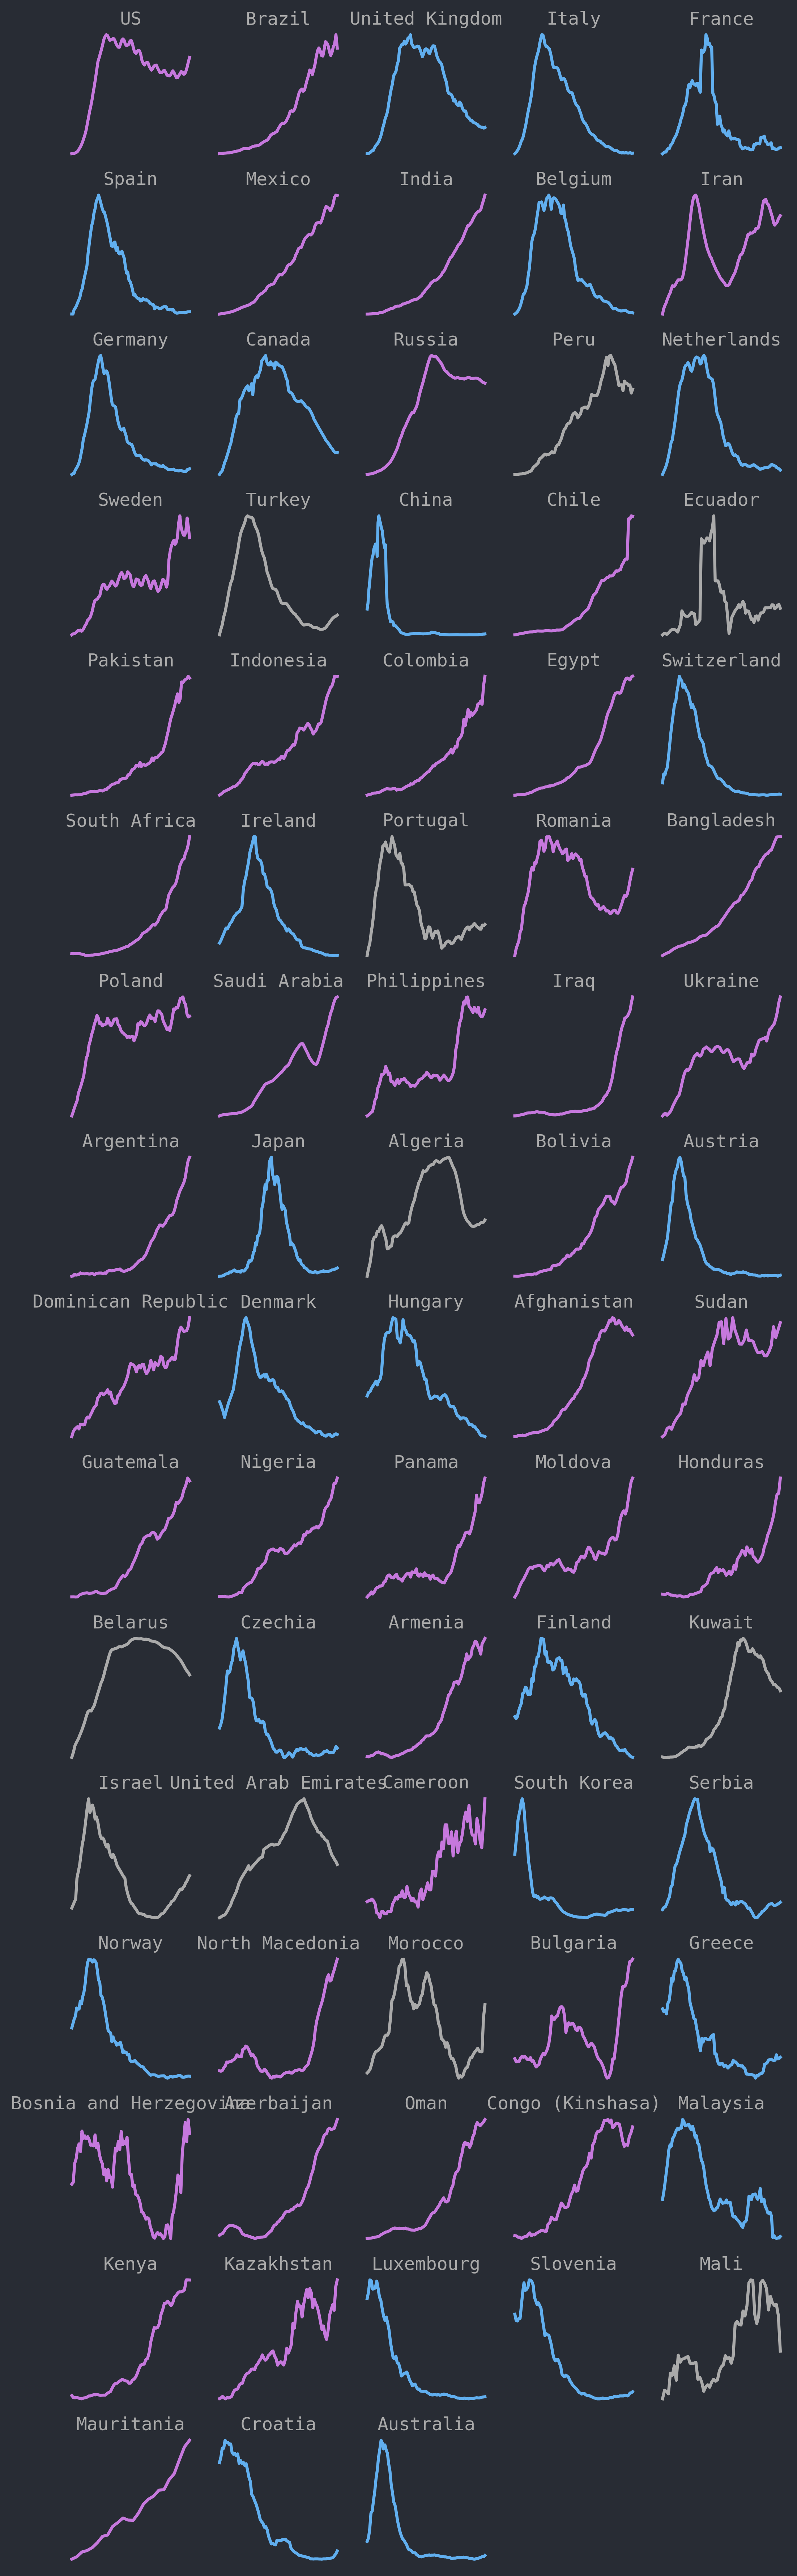 US Brazil United Kingdom Italy France
Spain Mexico India Belgium Iran
Germany Canada Russia Peru Netherlands
Sweden Turkey China Chile Ecuador
Pakistan Indonesia Colombia Egypt Switzerland
South Africa Ireland Portugal Romania Bangladesh
Poland Saudi Arabia Philippines Iraq Ukraine
Argentina Japan Algeria Bolivia Austria
Dominican Republic Denmark Hungary Afghanistan Sudan
Guatemala Nigeria Panama Moldova Honduras
Belarus Czechia Armenia Finland Kuwait
Israel United Arab Emirates Cameroon South Korea Serbia
Norway North Macedonia Morocco Bulgaria Greece
Bosnia and Herzegovina Azerbaijan Oman Congo (Kinshasa) Malaysia
Kenya Kazakhstan Luxembourg Slovenia Mali
Mauritania Croatia Australia